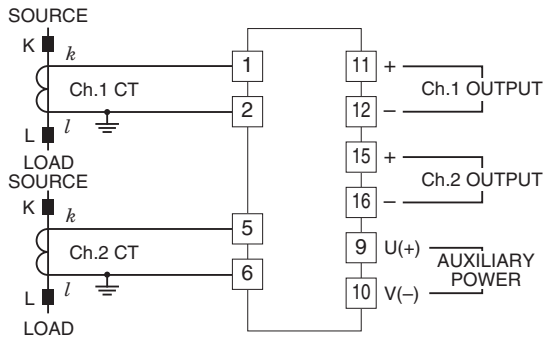 SOURCE
K
k
Ch.1 CT
l
L
LOAD
1
2
11 +
12 –
Ch.1 OUTPUT
15 +
16 –
Ch.2 OUTPUT
SOURCE
K
k
Ch.2 CT
l
L
LOAD
5
6
9 U(+)
10 V(–)
AUXILIARY
POWER